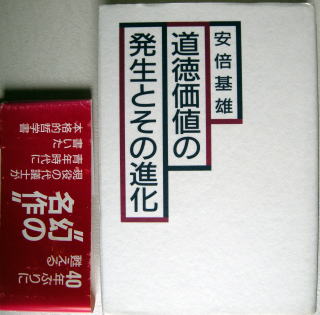 安倍基雄
道徳価値の
発生とその進化
40年ぶりに
甦える
"幻の
名作"
現役の代議士が
青年時代に
書いた
本格的哲学書